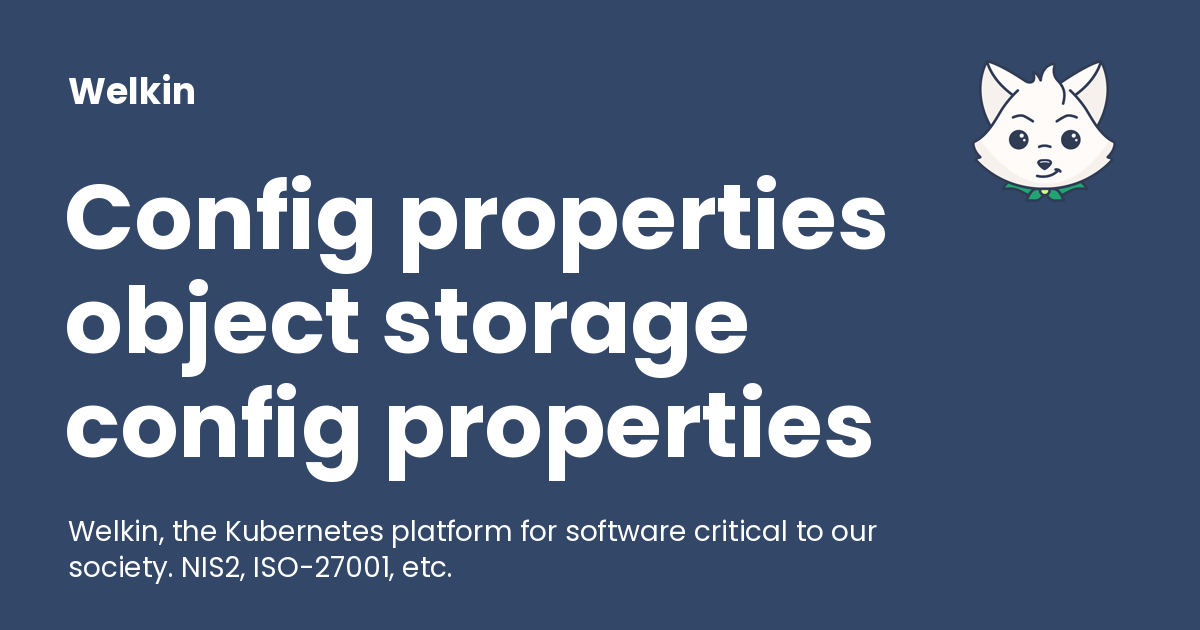 Welkin
Config properties
object storage
config properties
Welkin, the Kubernetes platform for software critical to our
society. NIS2, ISO-27001, etc.